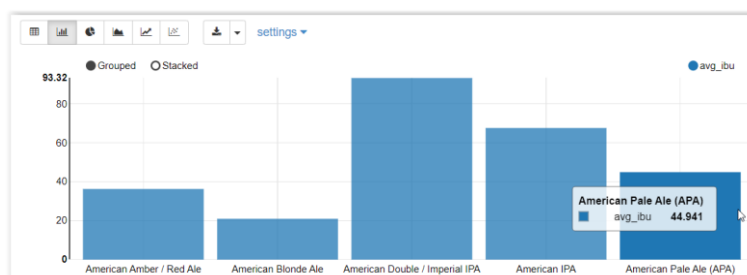 settings
Grouped Stacked avg_ibu
93.32
80
60
40
20
0
American Pale Ale (APA)
avg_ibu 44.941
American Amber / Red Ale American Blonde Ale American Double / Imperial IPA American IPA American Pale Ale (APA)